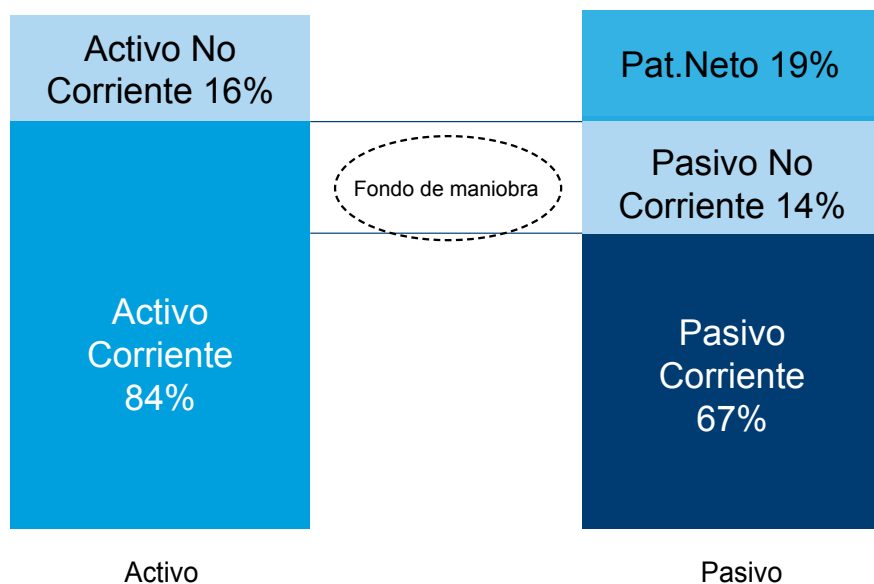 Activo No
Corriente 16%
Pat.Neto 19%
Fondo de maniobra
Pasivo No
Corriente 14%
Activo
Corriente
84%
Pasivo
Corriente
67%
Activo
Pasivo